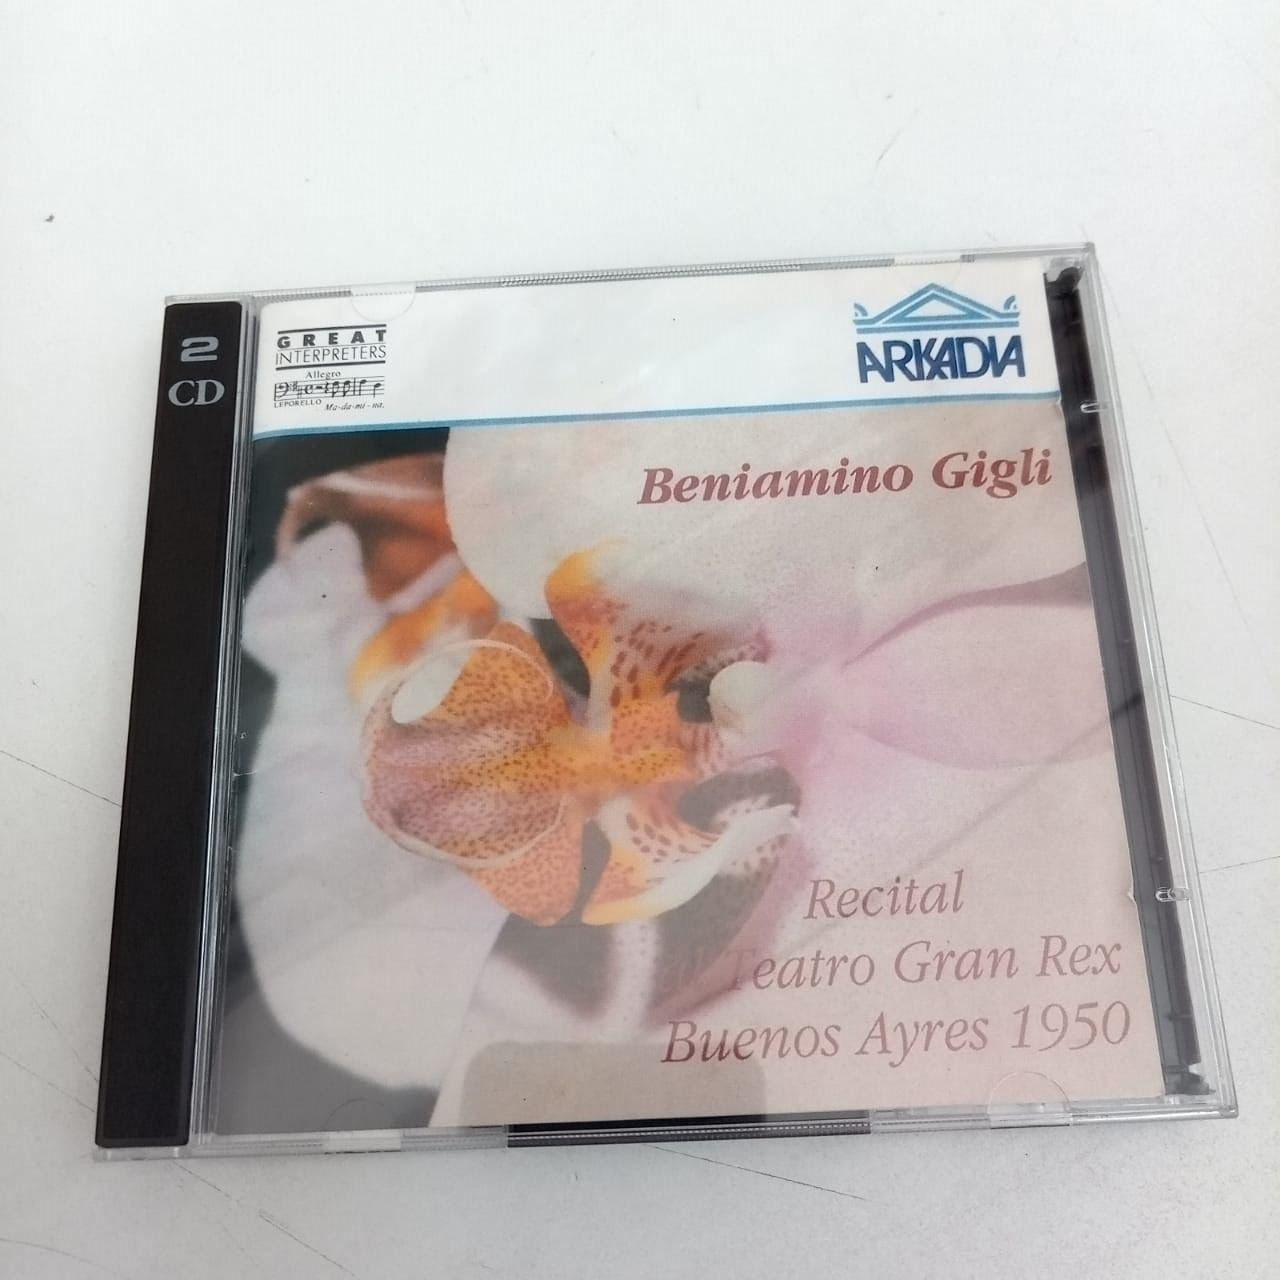 2
CD
GREAT
INTERPRETERS
Allegro
LEPORELLO Ma-da-mi-na.
ARKADIA
Beniamino Gigli
Recital
Teatro Gran Rex
Buenos Ayres 1950